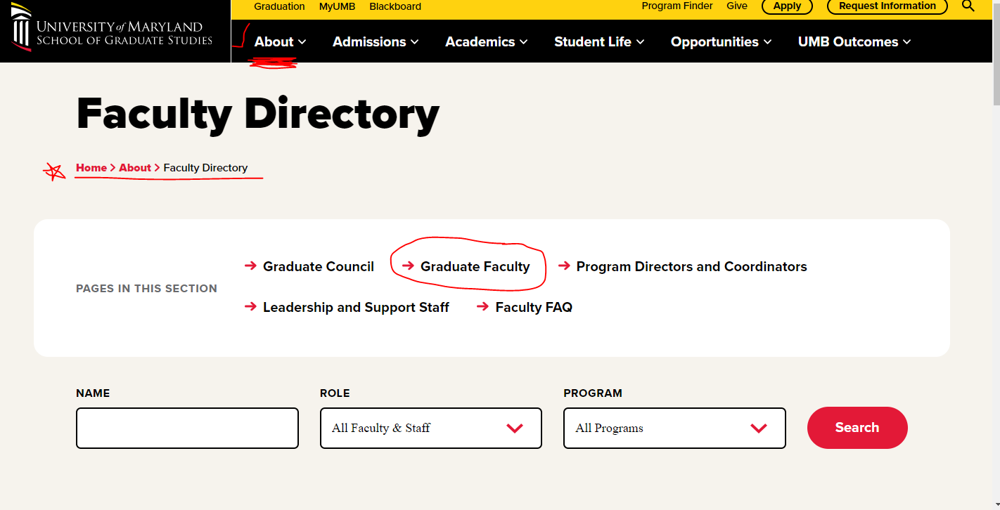 Graduation MyUMB Blackboard Program Finder Give Apply Request Information
UNIVERSITY of MARYLAND
SCHOOL OF GRADUATE STUDIES
About Admissions Academics Student Life Opportunities UMB Outcomes
Faculty Directory
Home > About > Faculty Directory
PAGES IN THIS SECTION
→ Graduate Council → Graduate Faculty → Program Directors and Coordinators
→ Leadership and Support Staff → Faculty FAQ
NAME ROLE PROGRAM
All Faculty & Staff All Programs Search